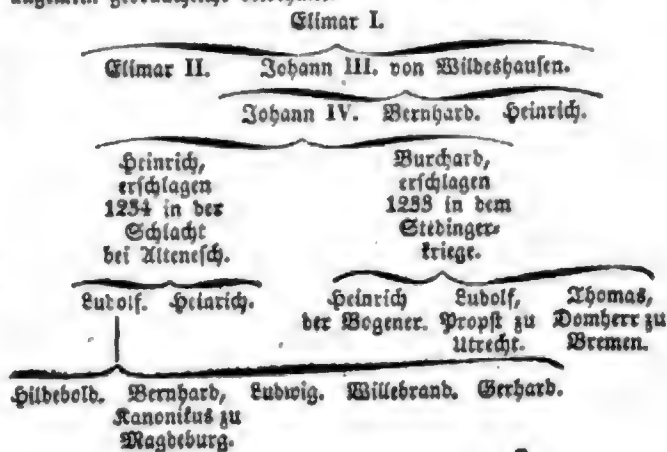 Elimar I.
Elimar II. Johann III. von Wildeshausen.
Johann IV. Bernhard. Heinrich.
Heinrich, Burchard,
erschlagen erschlagen
1234 in der 1233 in dem
Schlacht Stedinger-
bei Altenesch. kriege.
Ludolf. Heinrich. Heinrich Ludolf, Thomas,
der Bogener. Propst zu Domherr zu
Utrecht. Bremen.
Hildebold. Bernhard, Ludwig. Willebrand. Gerhard.
Kanonikus zu
Magdeburg.